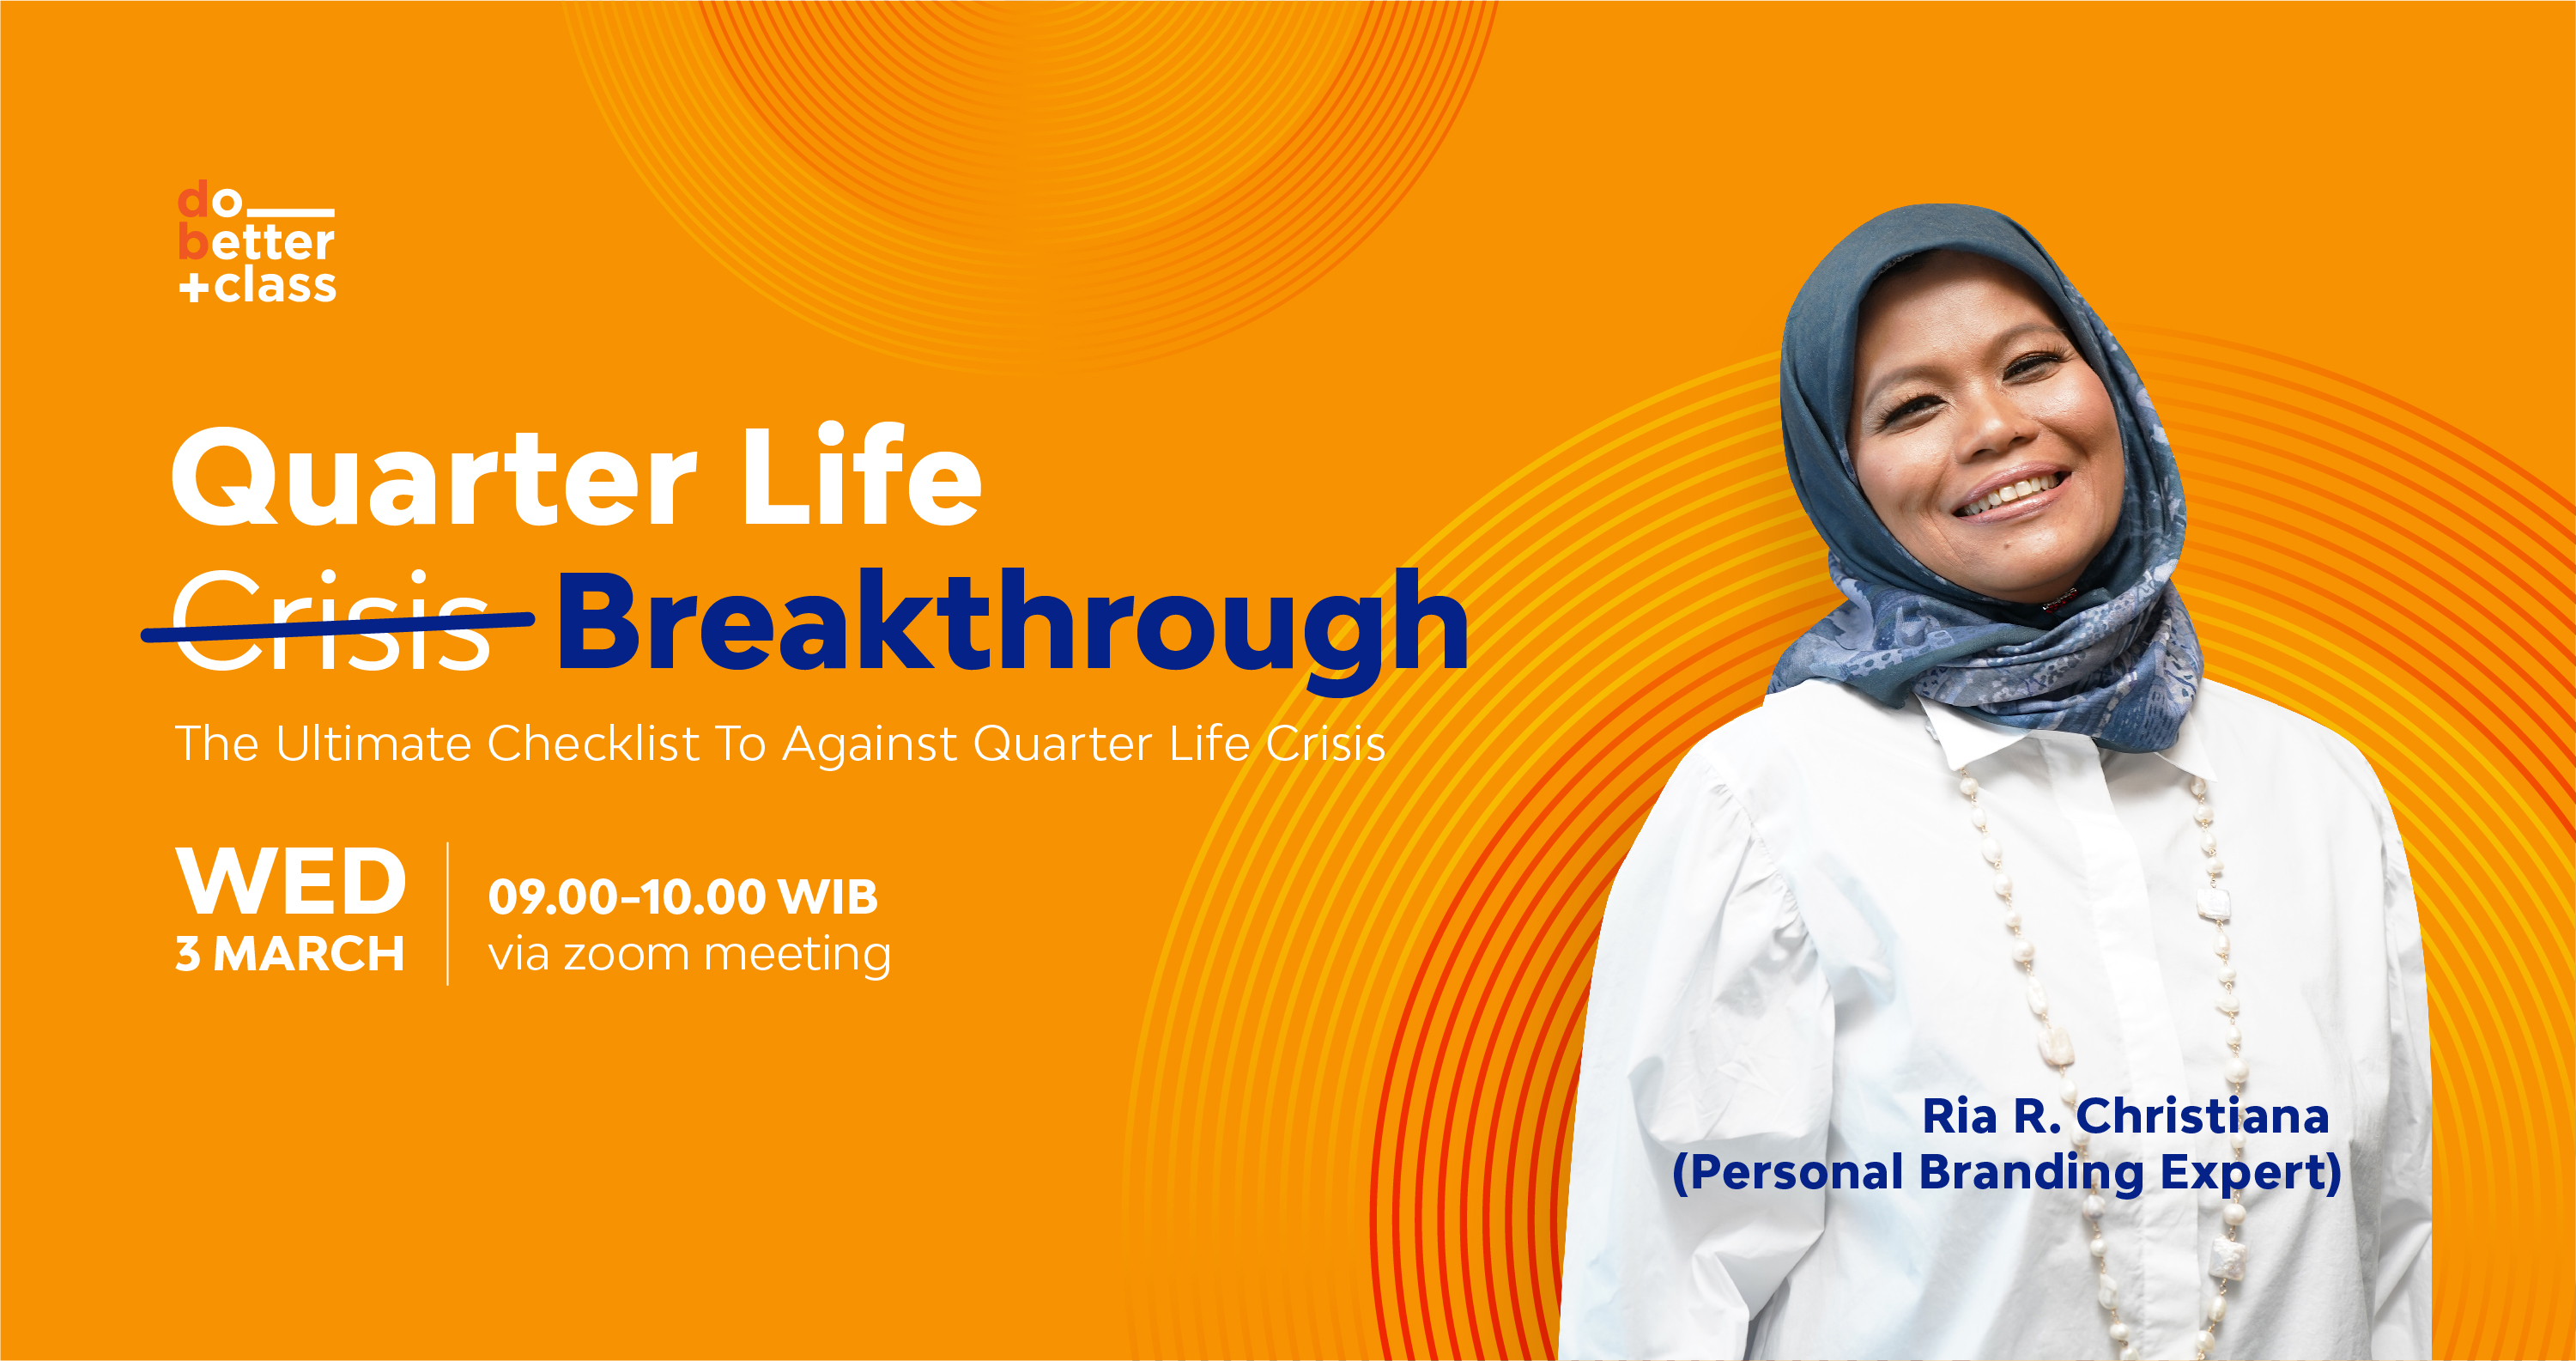 do
better
+class
Quarter Life
Crisis Breakthrough
The Ultimate Checklist To Against Quarter Life Crisis
WED
3 MARCH
09.00-10.00 WIB
via zoom meeting
Ria R. Christiana
(Personal Branding Expert)